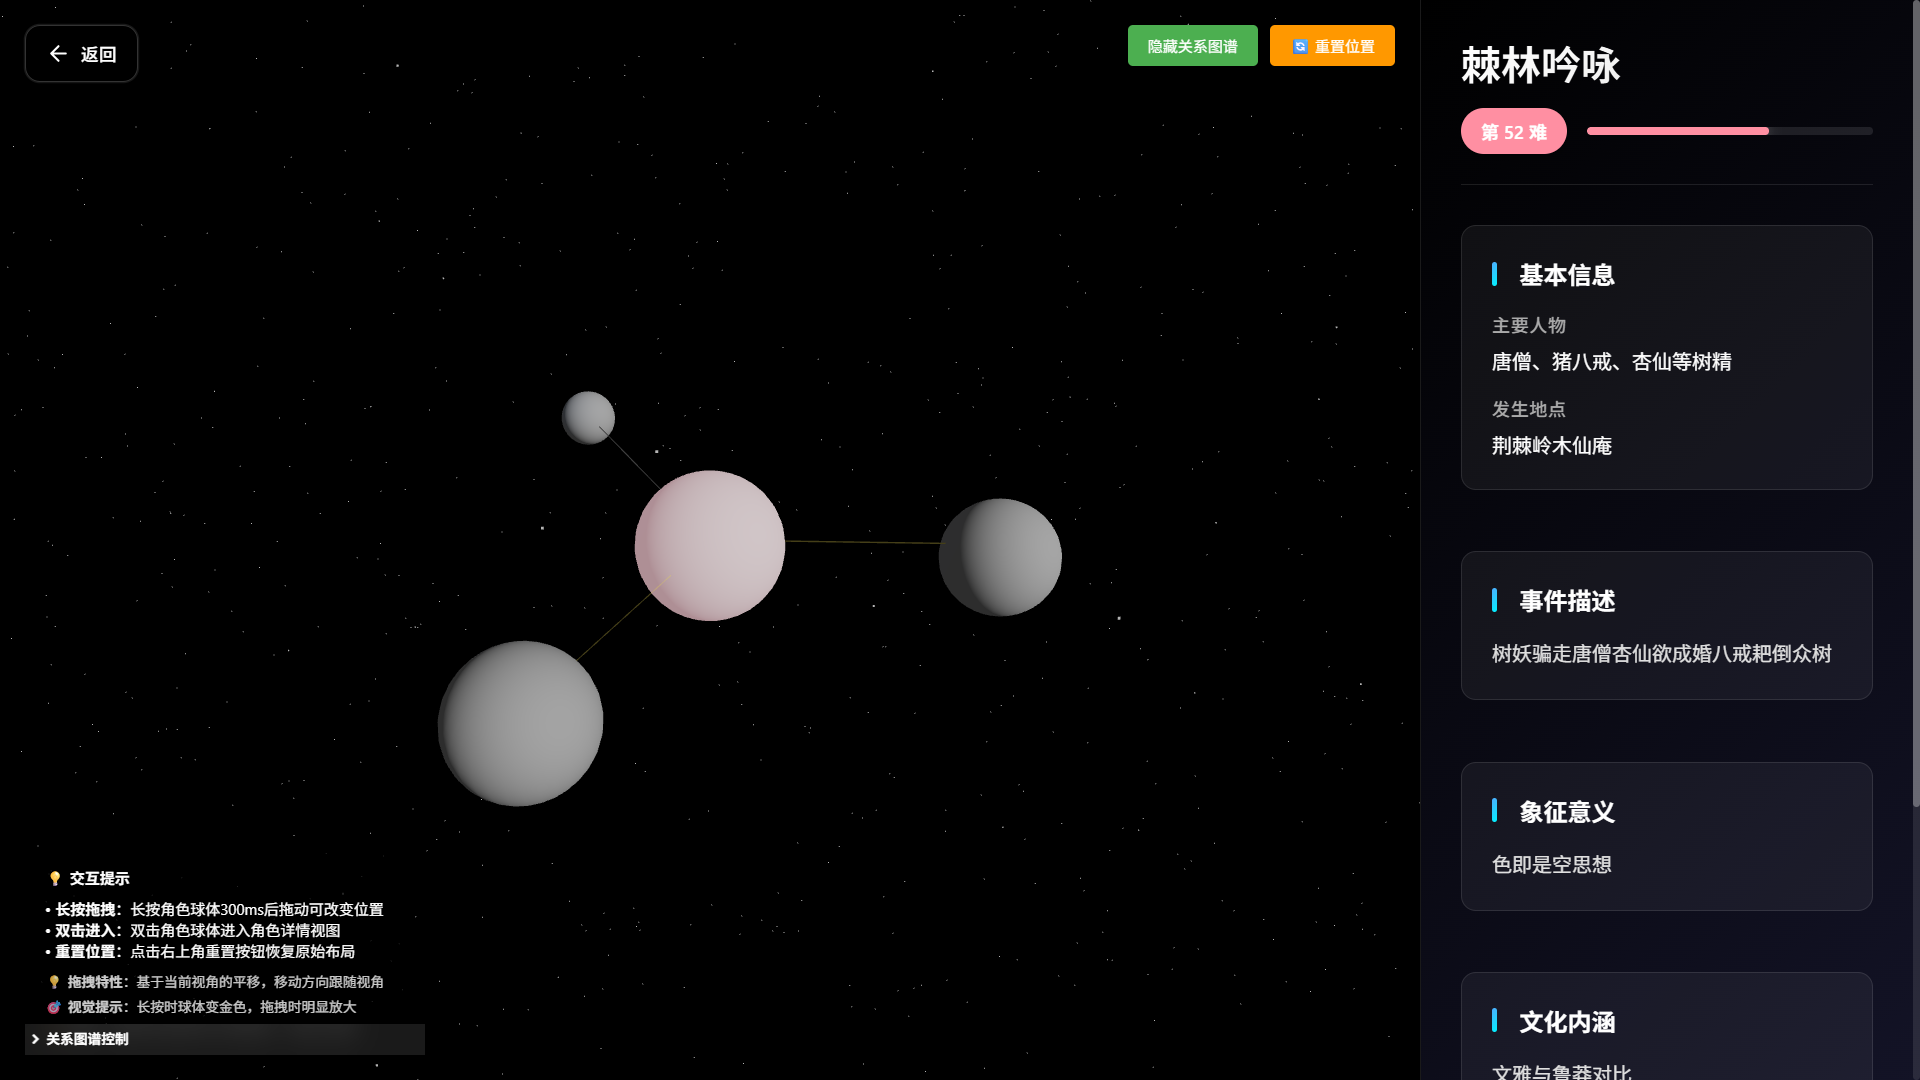 返回
隐藏关系图谱
重置位置
棘林吟咏
第 52 难
基本信息
主要人物
唐僧、猪八戒、杏仙等树精
发生地点
荆棘岭木仙庵
事件描述
树妖骗走唐僧杏仙欲成婚八戒耙倒众树
象征意义
色即是空思想
文化内涵
文雅与鲁莽对比
交互提示
• 长按拖拽：长按角色球体300ms后拖动可改变位置
• 双击进入：双击角色球体进入角色详情视图
• 重置位置：点击右上角重置按钮恢复原始布局
拖拽特性：基于当前视角的平移，移动方向跟随视角
视觉提示：长按时球体变金色，拖拽时明显放大
关系图谱控制